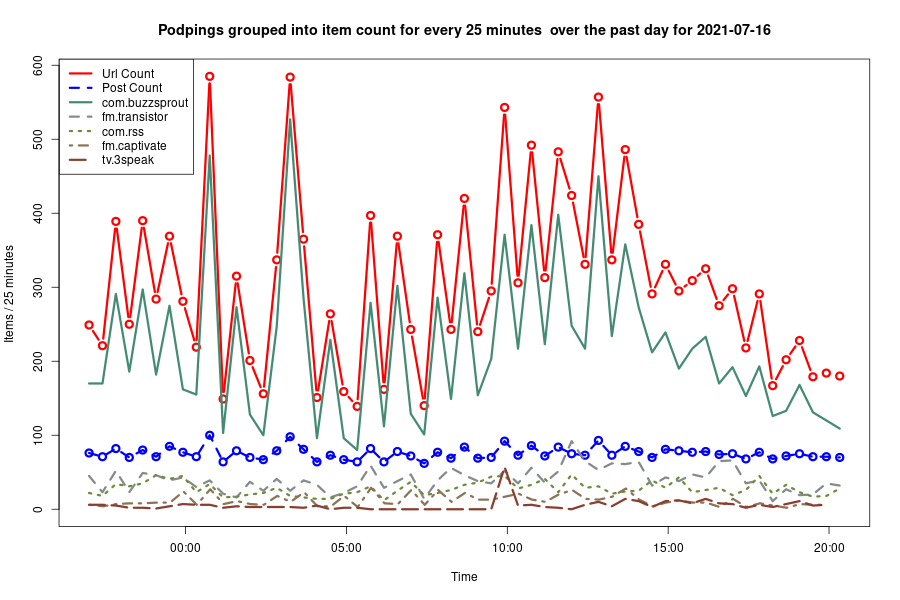 Podpings grouped into item count for every 25 minutes  over the past day for 2021-07-16
Url Count
Post Count
com.buzzsprout
fm.transistor
com.rss
fm.captivate
tv.3speak
Items / 25 minutes
600
500
400
300
200
100
0
00:00 05:00 10:00 15:00 20:00
Time